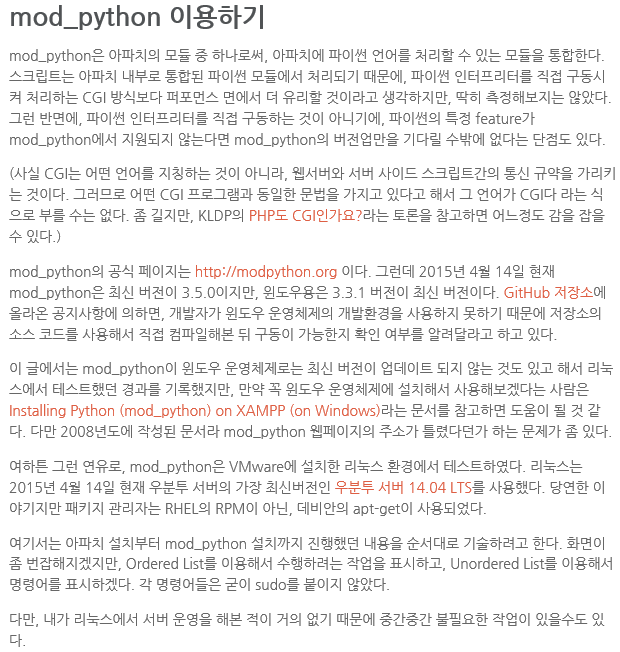 mod_python 이용하기
mod_python은 아파치의 모듈 중 하나로써, 아파치에 파이썬 언어를 처리할 수 있는 모듈을 통합한다.
스크립트는 아파치 내부로 통합된 파이썬 모듈에서 처리되기 때문에, 파이썬 인터프리터를 직접 구동시
켜 처리하는 CGI 방식보다 퍼포먼스 면에서 더 유리할 것이라고 생각하지만, 딱히 측정해보지는 않았다.
그런 반면에, 파이썬 인터프리터를 직접 구동하는 것이 아니기에, 파이썬의 특정 feature가
mod_python에서 지원되지 않는다면 mod_python의 버전업만을 기다릴 수밖에 없다는 단점도 있다.
(사실 CGI는 어떤 언어를 지칭하는 것이 아니라, 웹서버와 서버 사이드 스크립트간의 통신 규약을 가리키
는 것이다. 그러므로 어떤 CGI 프로그램과 동일한 문법을 가지고 있다고 해서 그 언어가 CGI다 라는 식
으로 부를 수는 없다. 좀 길지만, KLDP의 PHP도 CGI인가요?라는 토론을 참고하면 어느정도 감을 잡을
수 있다.)
mod_python의 공식 페이지는 http://modpython.org 이다. 그런데 2015년 4월 14일 현재
mod_python은 최신 버전이 3.5.0이지만, 윈도우용은 3.3.1 버전이 최신 버전이다. GitHub 저장소에
올라온 공지사항에 의하면, 개발자가 윈도우 운영체제의 개발환경을 사용하지 못하기 때문에 저장소의
소스 코드를 사용해서 직접 컴파일해본 뒤 구동이 가능한지 확인 여부를 알려달라고 하고 있다.
이 글에서는 mod_python이 윈도우 운영체제로는 최신 버전이 업데이트 되지 않는 것도 있고 해서 리눅
스에서 테스트했던 경과를 기록했지만, 만약 꼭 윈도우 운영체제에 설치해서 사용해보겠다는 사람은
Installing Python (mod_python) on XAMPP (on Windows)라는 문서를 참고하면 도움이 될 것 같
다. 다만 2008년도에 작성된 문서라 mod_python 웹페이지의 주소가 틀렸다던가 하는 문제가 좀 있다.
여하튼 그런 연유로, mod_python은 VMware에 설치한 리눅스 환경에서 테스트하였다. 리눅스는
2015년 4월 14일 현재 우분투 서버의 가장 최신버전인 우분투 서버 14.04 LTS를 사용했다. 당연한 이
야기지만 패키지 관리자는 RHEL의 RPM이 아닌, 데비안의 apt-get이 사용되었다.
여기서는 아파치 설치부터 mod_python 설치까지 진행했던 내용을 순서대로 기술하려고 한다. 화면이
좀 번잡해지겠지만, Ordered List를 이용해서 수행하려는 작업을 표시하고, Unordered List를 이용해서
명령어를 표시하겠다. 각 명령어들은 굳이 sudo를 붙이지 않았다.
다만, 내가 리눅스에서 서버 운영을 해본 적이 거의 없기 때문에 중간중간 불필요한 작업이 있을수도 있
다.